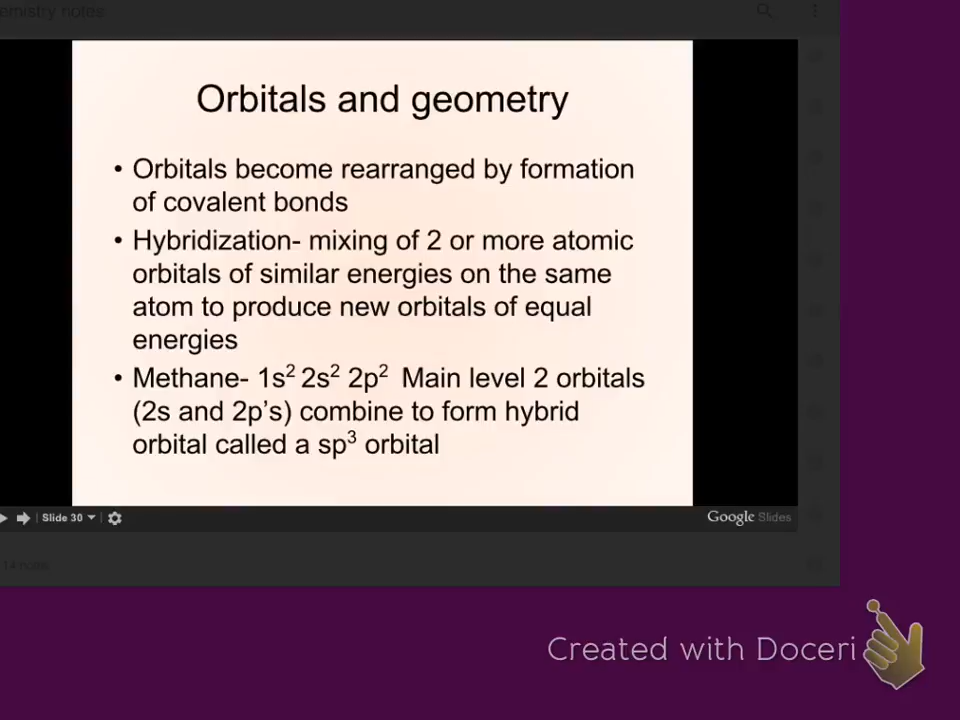 emistry notes
Orbitals and geometry
• Orbitals become rearranged by formation
of covalent bonds
• Hybridization- mixing of 2 or more atomic
orbitals of similar energies on the same
atom to produce new orbitals of equal
energies
• Methane- 1s² 2s² 2p² Main level 2 orbitals
(2s and 2p's) combine to form hybrid
orbital called a sp³ orbital
Slide 30
Google Slides
14 notes
Created with Doceri